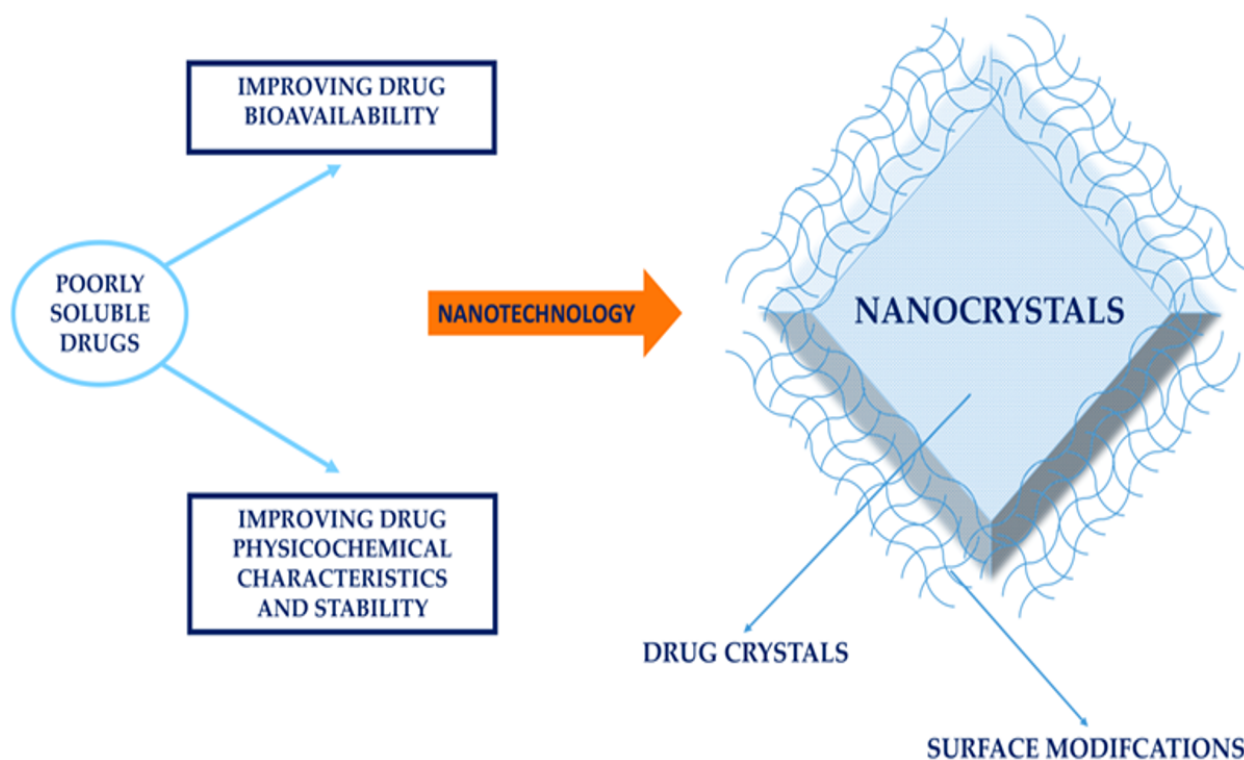 IMPROVING DRUG
BIOAVAILABILITY
POORLY
SOLUBLE
DRUGS
IMPROVING DRUG
PHYSICOCHEMICAL
CHARACTERISTICS
AND STABILITY
NANOTECHNOLOGY
NANOCRYSTALS
DRUG CRYSTALS
SURFACE MODIFCATIONS